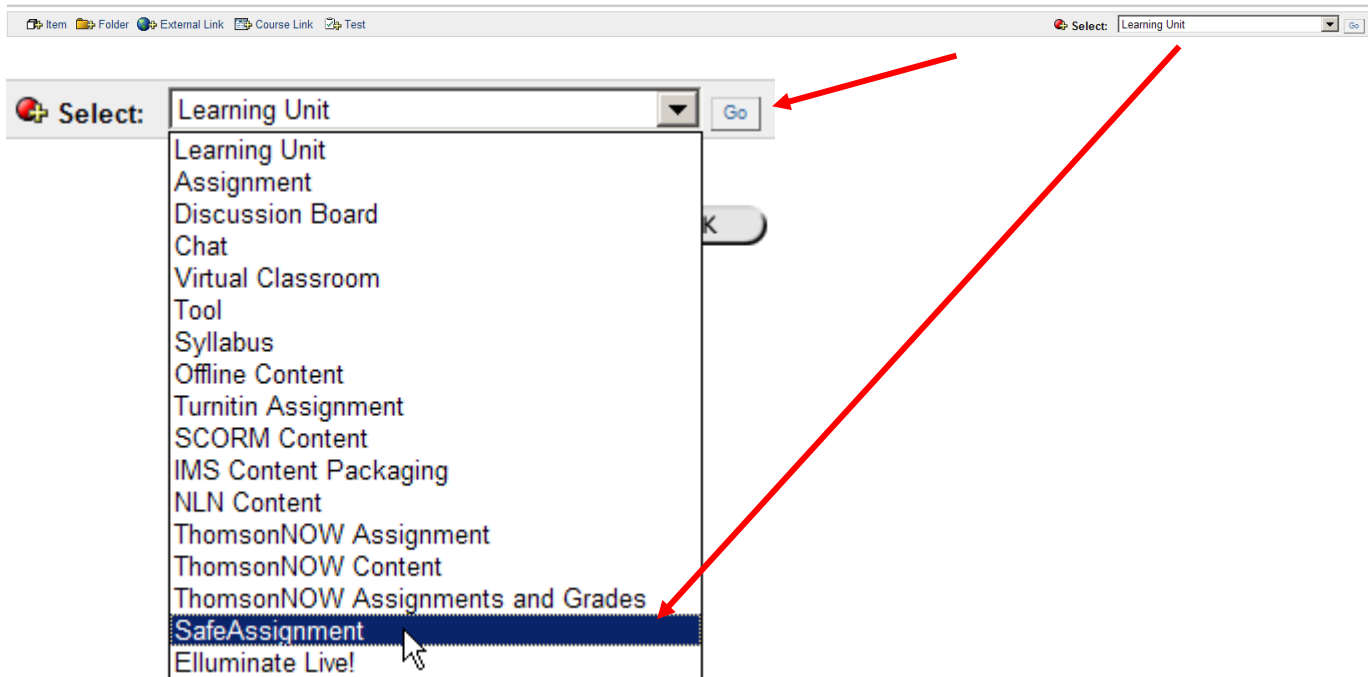 Item Folder External Link Course Link Test Select: Learning Unit Go
Select: Learning Unit Go
Learning Unit
Assignment
Discussion Board
K
Chat
Virtual Classroom
Tool
Syllabus
Offline Content
Turnitin Assignment
SCORM Content
IMS Content Packaging
NLN Content
ThomsonNOW Assignment
ThomsonNOW Content
ThomsonNOW Assignments and Grades
SafeAssignment
Elluminate Live!